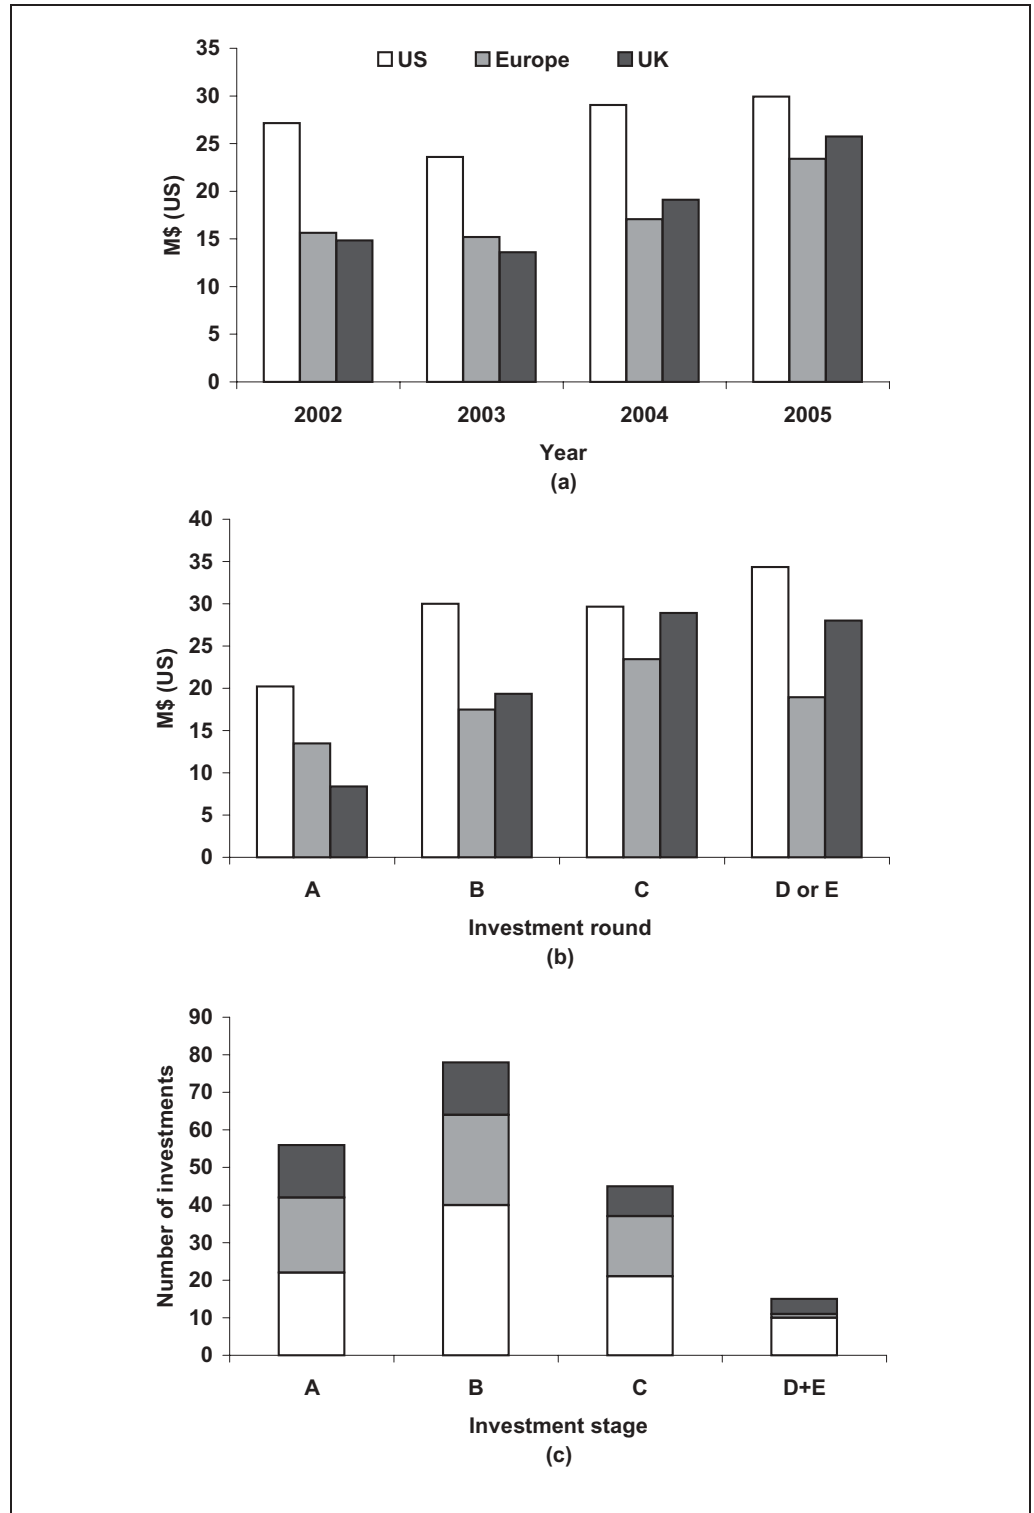 35
US Europe UK
30
25
20
15
10
5
0
M$ (US)
2002 2003 2004 2005
Year
(a)
40
35
30
25
20
15
10
5
0
M$ (US)
A B C D or E
Investment round
(b)
90
80
70
60
50
40
30
20
10
0
Number of investments
A B C D+E
Investment stage
(c)